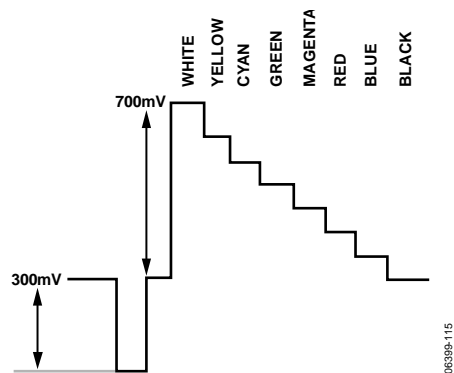 WHITE
YELLOW
CYAN
GREEN
MAGENTA
RED
BLUE
BLACK
700mV
300mV
06399-115